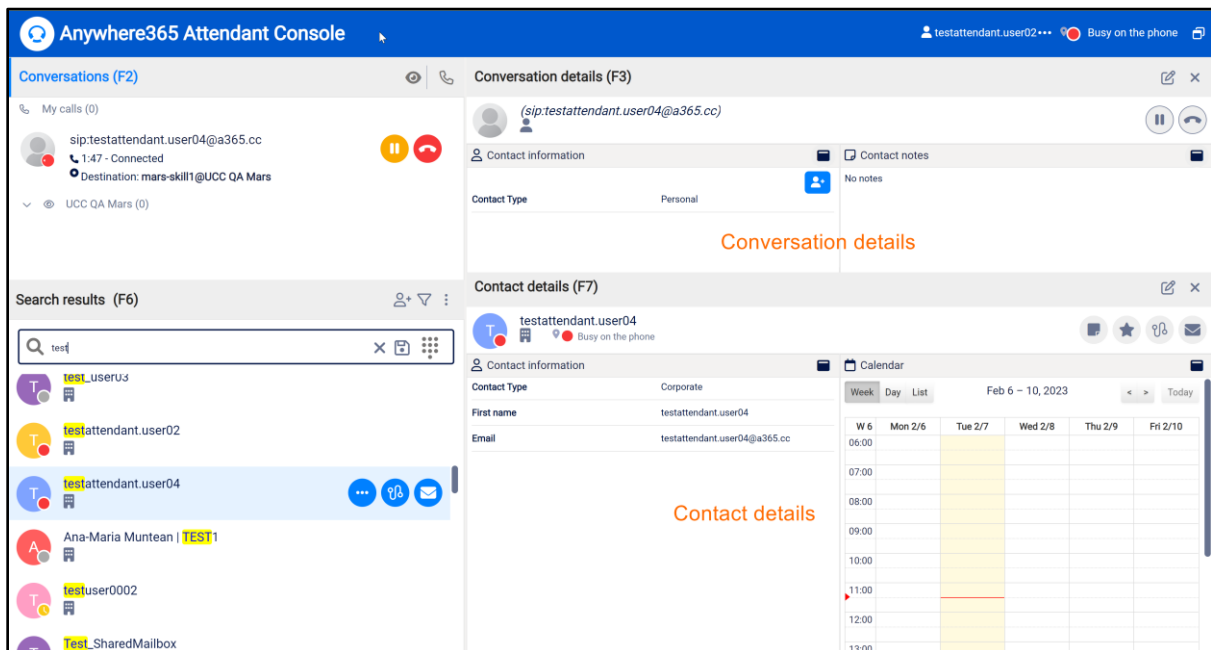 Anywhere365 Attendant Console
testattendant.user02••• Busy on the phone
Conversations (F2)
My calls (0)
sip:testattendant.user04@a365.cc
1:47 - Connected
Destination: mars-skill1@UCC QA Mars
UCC QA Mars (0)
Conversation details (F3)
(sip:testattendant.user04@a365.cc)
Contact information
Contact Type Personal
Contact notes
No notes
Conversation details
Search results (F6)
test
test_user03
testattendant.user02
T
testattendant.user04
T
Ana-Maria Muntean | TEST1
A
testuser0002
T
Test_SharedMailbox
Contact details (F7)
T
testattendant.user04
Busy on the phone
Contact information
Contact Type Corporate
First name testattendant.user04
Email testattendant.user04@a365.cc
Contact details
Calendar
Week Day List Feb 6 – 10, 2023 < > Today
W 6 Mon 2/6 Tue 2/7 Wed 2/8 Thu 2/9 Fri 2/10
06:00
07:00
08:00
09:00
10:00
11:00
12:00
13:00